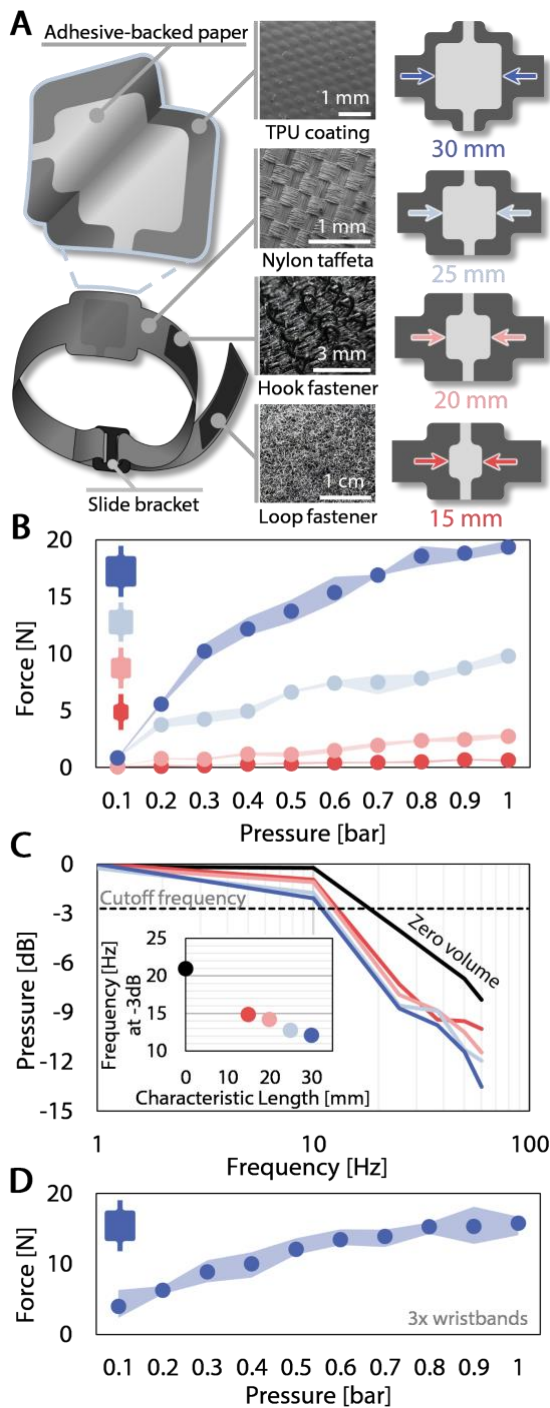 A
Adhesive-backed paper
1 mm
TPU coating
30 mm
1 mm
Nylon taffeta
25 mm
3 mm
Hook fastener
20 mm
Slide bracket
1 cm
Loop fastener
15 mm
B
Force [N]
20
15
10
5
0
0.1 0.2 0.3 0.4 0.5 0.6 0.7 0.8 0.9 1
Pressure [bar]
C
Pressure [dB]
0
-3
-6
-9
-12
-15
Cutoff frequency
Zero volume
Frequency [Hz]
at -3dB
25
20
15
10
0 10 20 30
Characteristic Length [mm]
1 10 100
Frequency [Hz]
D
Force [N]
20
10
0
3x wristbands
0.1 0.2 0.3 0.4 0.5 0.6 0.7 0.8 0.9 1
Pressure [bar]